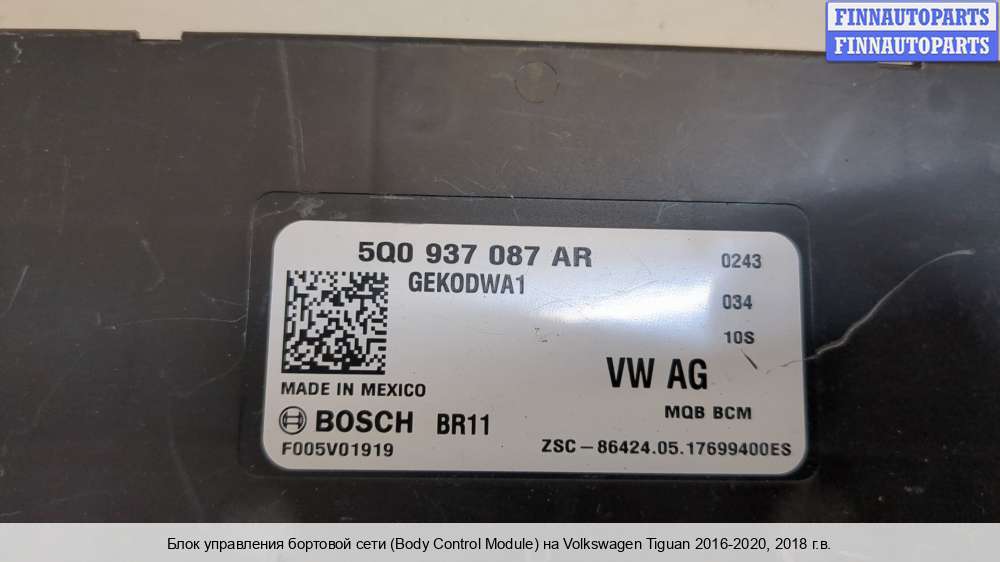 FINNAUTOPARTS
FINNAUTOPARTS
5Q0 937 087 AR
0243
GEKODWA1
034
10S
VW AG
MADE IN MEXICO
MQB BCM
BOSCH BR11
F005V01919
ZSC-86424.05.17699400ES
Блок управления бортовой сети (Body Control Module) на Volkswagen Tiguan 2016-2020, 2018 г.в.